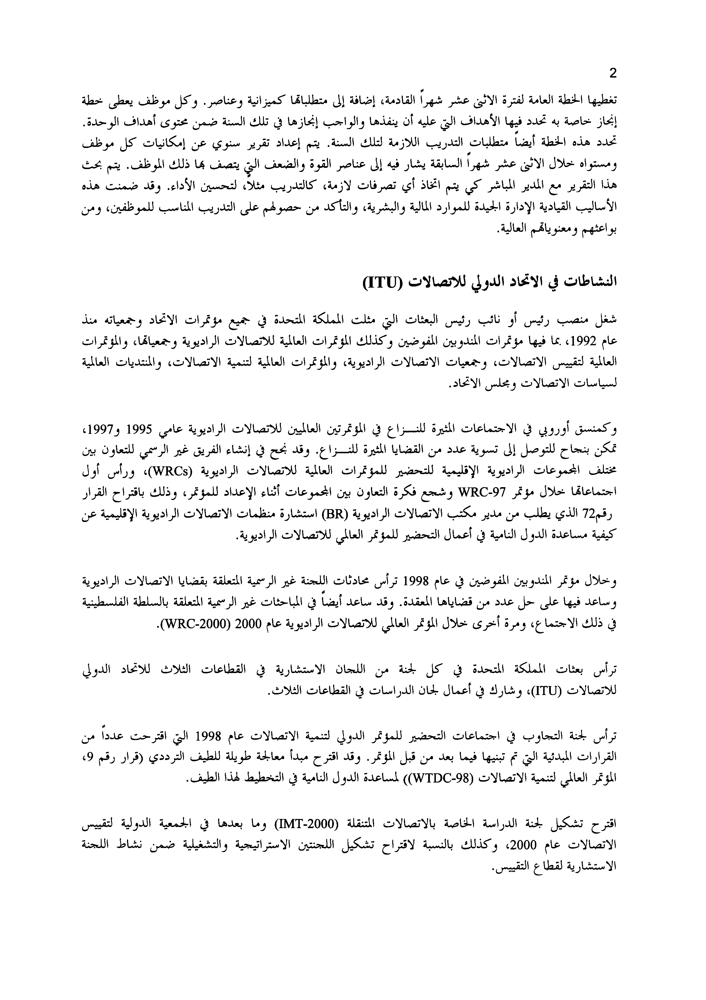 2
تغطيها الخطة العامة لفترة الاثنى عشر شهراً القادمة، إضافة إلى متطلباتها كميزانية وعناصر. وكل موظف يعطى خطة
إنجاز خاصة به تحدد فيها الأهداف التي عليه أن ينفذها والواجب إنجازها في تلك السنة ضمن محتوى أهداف الوحدة.
تحدد هذه الخطة أيضاً متطلبات التدريب اللازمة لتلك السنة. يتم إعداد تقرير سنوي عن إمكانيات كل موظف
ومستواه خلال الاثنى عشر شهراً السابقة يشار فيه إلى عناصر القوة والضعف التي يتصف بها ذلك الموظف. يتم بحث
هذا التقرير مع المدير المباشر كي يتم اتخاذ أي تصرفات لازمة، كالتدريب مثلاً، لتحسين الأداء. وقد ضمنت هذه
الأساليب القيادية الإدارة الجيدة للموارد المالية والبشرية، والتأكد من حصولهم على التدريب المناسب للموظفين، ومن
بواعثهم ومعنوياتهم العالية.
النشاطات في الاتحاد الدولي للاتصالات (ITU)
شغل منصب رئيس أو نائب رئيس البعثات التي مثلت المملكة المتحدة في جميع مؤتمرات الاتحاد وجمعياته منذ
عام 1992، بما فيها مؤتمرات المندوبين المفوضين وكذلك المؤتمرات العالمية للاتصالات الراديوية وجمعياتها، والمؤتمرات
العالمية لتقييس الاتصالات، وجمعيات الاتصالات الراديوية، والمؤتمرات العالمية لتنمية الاتصالات، والمنتديات العالمية
لسياسات الاتصالات ومجلس الاتحاد.
وكمنسق أوروبي في الاجتماعات المثيرة للنـــزاع في المؤتمرتين العالميين للاتصالات الراديوية عامي 1995 و1997،
تمكن بنجاح للتوصل إلى تسوية عدد من القضايا المثيرة للنـــزاع. وقد نجح في إنشاء الفريق غير الرسمي للتعاون بين
مختلف المجموعات الراديوية الإقليمية للتحضير للمؤتمرات العالمية للاتصالات الراديوية (WRCs)، ورأس أول
اجتماعاتها خلال مؤتمر WRC-97 وشجع فكرة التعاون بين المجموعات أثناء الإعداد للمؤتمر، وذلك باقتراح القرار
رقم72 الذي يطلب من مدير مكتب الاتصالات الراديوية (BR) استشارة منظمات الاتصالات الراديوية الإقليمية عن
كيفية مساعدة الدول النامية في أعمال التحضير للمؤتمر العالمي للاتصالات الراديوية.
وخلال مؤتمر المندوبين المفوضين في عام 1998 ترأس محادثات اللجنة غير الرسمية المتعلقة بقضايا الاتصالات الراديوية
وساعد فيها على حل عدد من قضاياها المعقدة. وقد ساعد أيضاً في المباحثات غير الرسمية المتعلقة بالسلطة الفلسطينية
في ذلك الاجتماع، ومرة أخرى خلال المؤتمر العالمي للاتصالات الراديوية عام 2000 (WRC-2000).
ترأس بعثات المملكة المتحدة في كل لجنة من اللجان الاستشارية في القطاعات الثلاث للاتحاد الدولي
للاتصالات (ITU)، وشارك في أعمال لجان الدراسات في القطاعات الثلاث.
ترأس لجنة التجاوب في اجتماعات التحضير للمؤتمر الدولي لتنمية الاتصالات عام 1998 التي اقترحت عدداً من
القرارات المبدئية التي تم تبنيها فيما بعد من قبل المؤتمر. وقد اقترح مبدأ معالجة طويلة للطيف الترددي (قرار رقم 9،
المؤتمر العالمي لتنمية الاتصالات (WTDC-98)) لمساعدة الدول النامية في التخطيط لهذا الطيف.
اقترح تشكيل لجنة الدراسة الخاصة بالاتصالات المتنقلة (IMT-2000) وما بعدها في الجمعية الدولية لتقييس
الاتصالات عام 2000، وكذلك بالنسبة لاقتراح تشكيل اللجنتين الاستراتيجية والتشغيلية ضمن نشاط اللجنة
الاستشارية لقطاع التقييس.